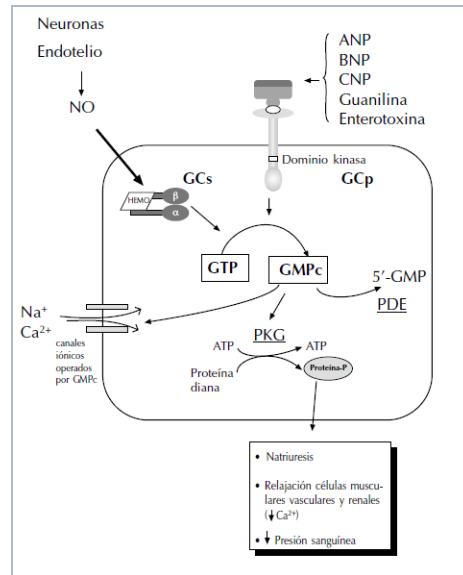 Neuronas
Endotelio
NO
ANP
BNP
CNP
Guanilina
Enterotoxina
Dominio kinasa
GCs
GCp
HEMO
β
α
GTP
GMPc
5'-GMP
PDE
Na⁺
Ca²⁺
canales
iónicos
operados
por GMPc
PKG
ATP
ATP
Proteína
diana
Proteína-P
• Natriuresis
• Relajación células muscu-
lares vasculares y renales
(↓Ca²⁺)
• ↓ Presión sanguínea